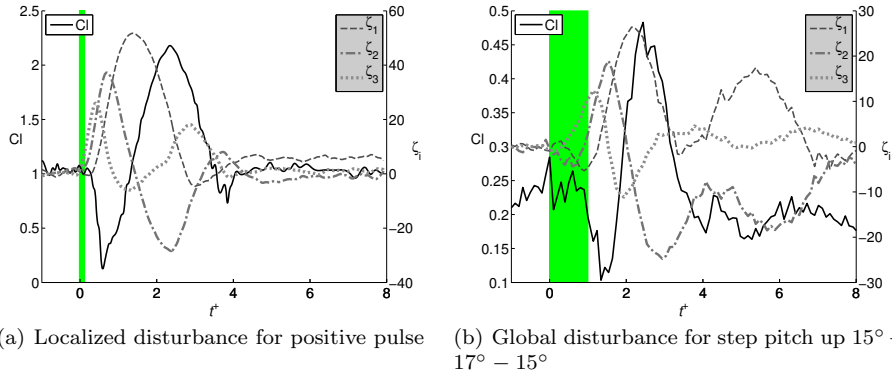 2.5
2
1.5
1
0.5
0
Cl
Cl
60
40
20
0
−20
−40
ζi
ζ1
ζ2
ζ3
0 2 4 6 8
t+
0.5
0.45
0.4
0.35
0.3
0.25
0.2
0.15
0.1
Cl
Cl
30
20
10
0
−10
−20
−30
ζi
ζ1
ζ2
ζ3
0 2 4 6 8
t+
a) Localized disturbance for positive pulse
(b) Global disturbance for step pitch up 15° -
17° − 15°